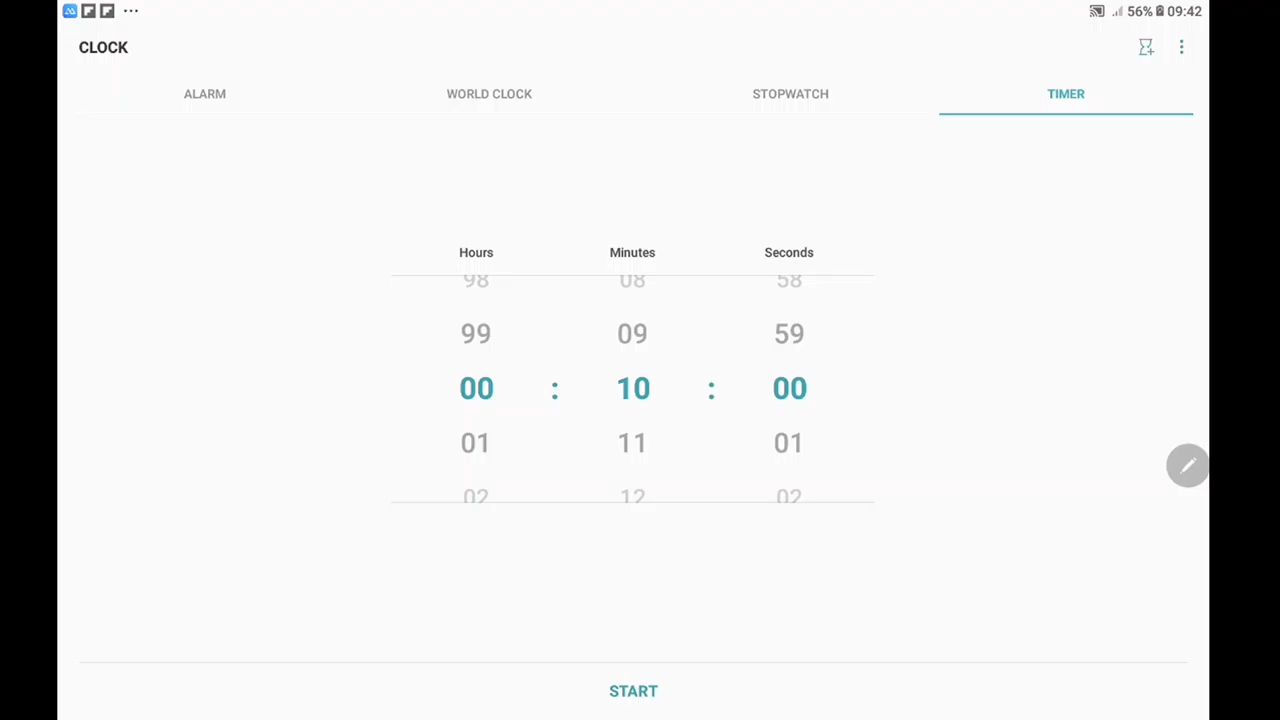 56% 09:42
CLOCK
ALARM WORLD CLOCK STOPWATCH TIMER
Hours Minutes Seconds
98 08 58
99 09 59
00 : 10 : 00
01 11 01
02 12 02
START